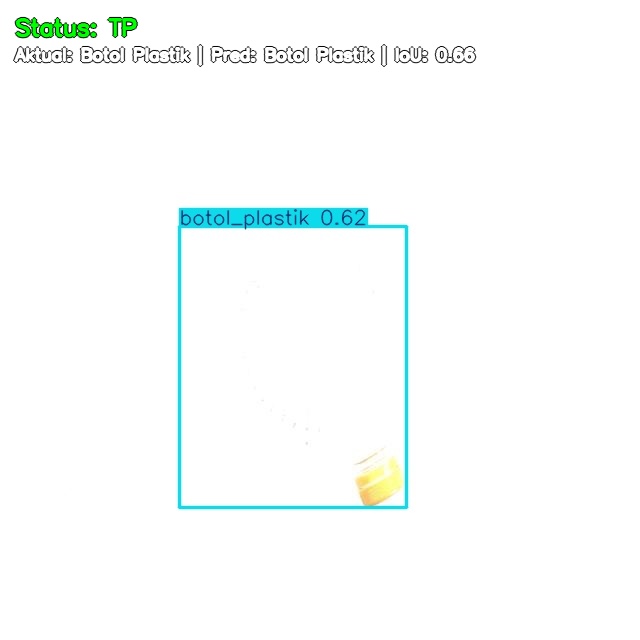 Status: TP
Aktual: Botol Plastik | Pred: Botol Plastik | IoU: 0.66
botol_plastik 0.62